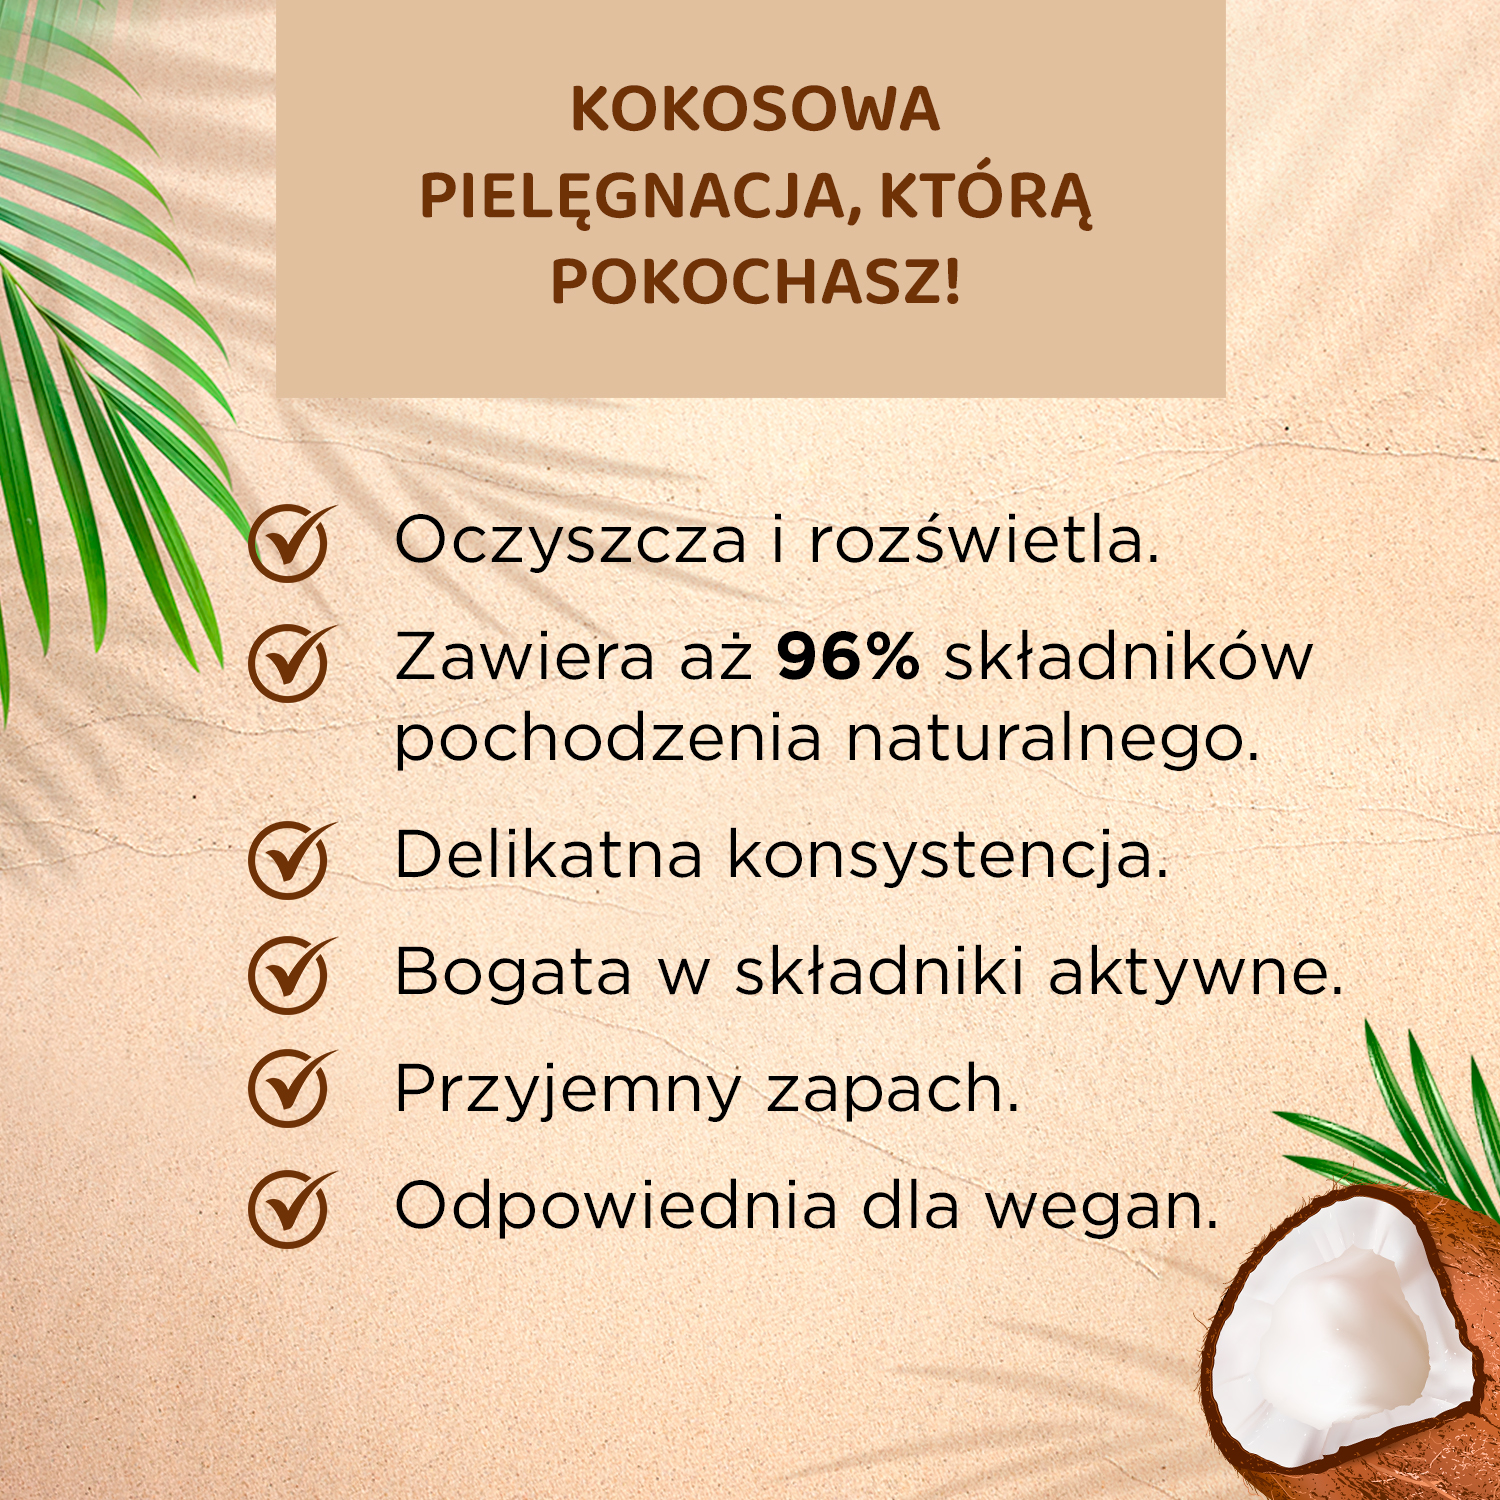 KOKOSOWA
PIELĘGNACJA, KTÓRĄ
POKOCHASZ!
Oczyszcza i rozświetla.
Zawiera aż 96% składników
pochodzenia naturalnego.
Delikatna konsystencja.
Bogata w składniki aktywne.
Przyjemny zapach.
Odpowiednia dla wegan.